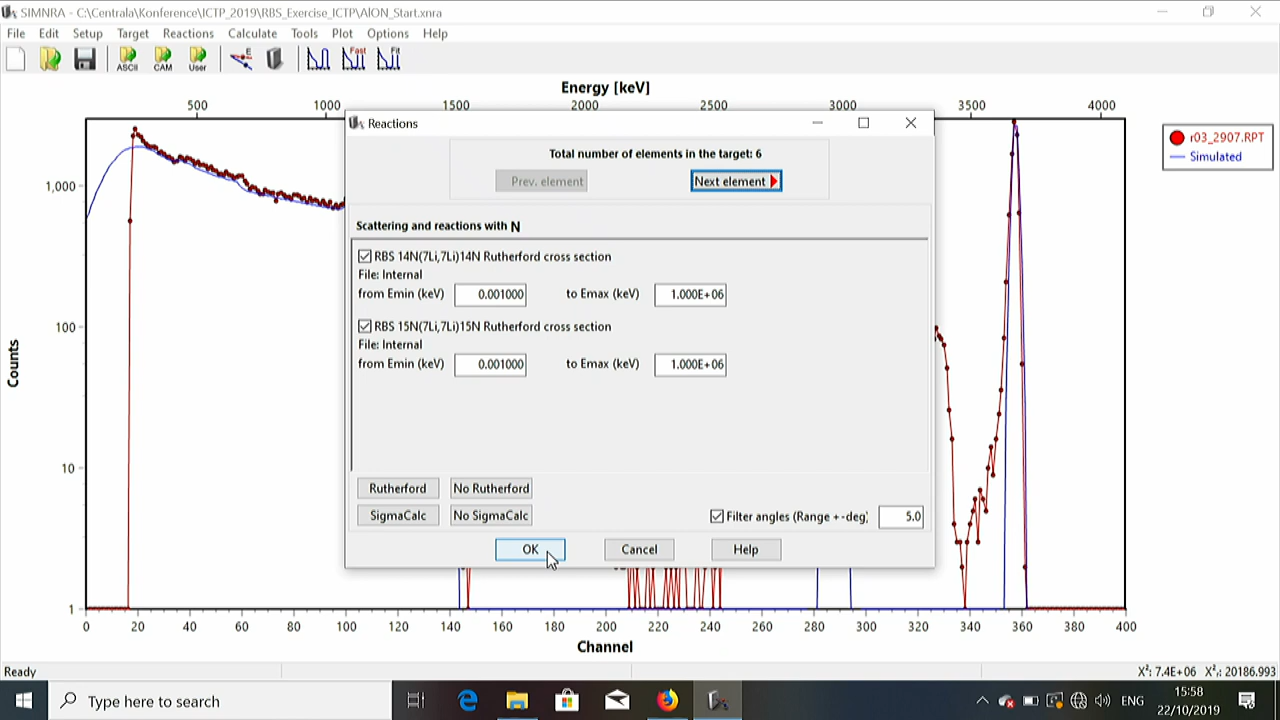 SIMNRA - C:\Centrala\Konference\ICTP_2019\RBS_Exercise_ICTP\AlON_Start.xnra
File Edit Setup Target Reactions Calculate Tools Plot Options Help
ASCII CAM User E Fast Fit
Energy [keV]
500 1000 1500 2000 2500 3000 3500 4000
Reactions
r03_2907.RPT
Simulated
Total number of elements in the target: 6
Prev. element Next element
Scattering and reactions with N
RBS 14N(7Li,7Li)14N Rutherford cross section
File: Internal
from Emin (keV) 0.001000 to Emax (keV) 1.000E+06
RBS 15N(7Li,7Li)15N Rutherford cross section
File: Internal
from Emin (keV) 0.001000 to Emax (keV) 1.000E+06
Rutherford No Rutherford
SigmaCalc No SigmaCalc Filter angles (Range +-deg) 5.0
OK Cancel Help
Counts
1,000
100
10
1
0 20 40 60 80 100 120 140 160 180 200 220 240 260 280 300 320 340 360 380 400
Channel
Ready X²: 7.4E+06 X²ᵣ: 20186.993
Type here to search
ENG
15:58
22/10/2019